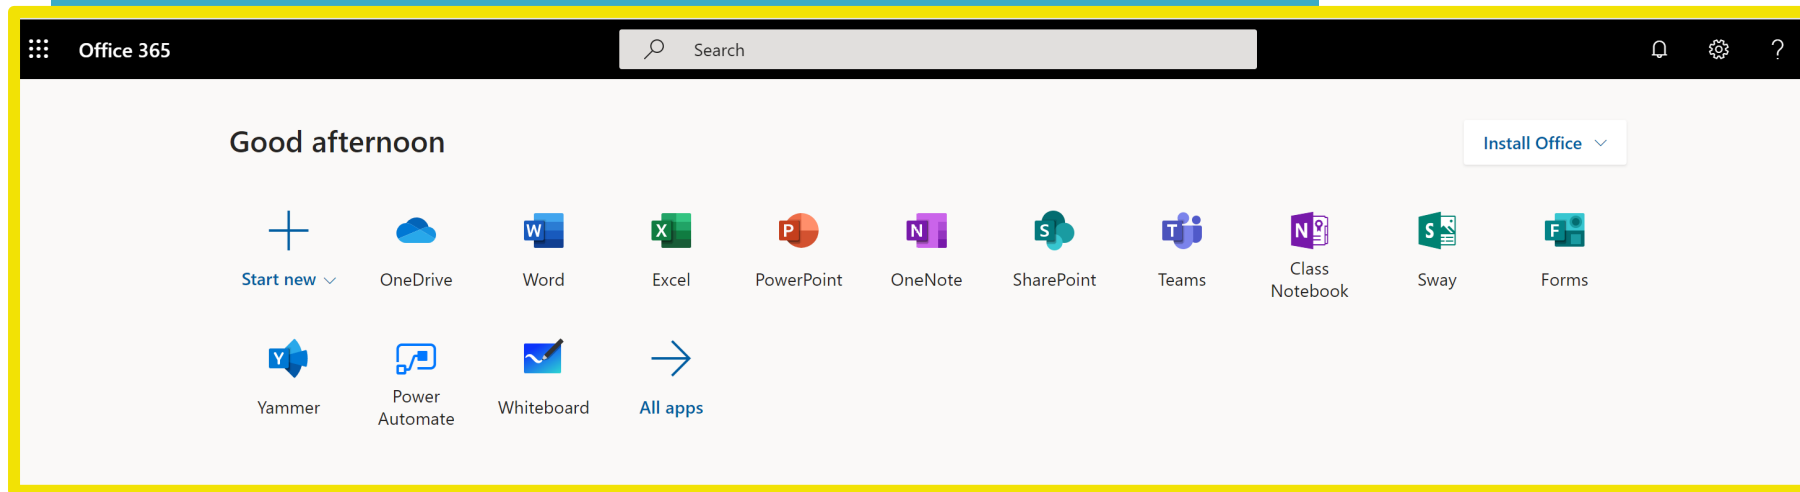 Office 365
Search
?
Good afternoon
Install Office
Start new
OneDrive
W
Word
X
Excel
P
PowerPoint
N
OneNote
S
SharePoint
T
Teams
N
Class
Notebook
S
Sway
F
Forms
Y
Yammer
Power
Automate
Whiteboard
All apps